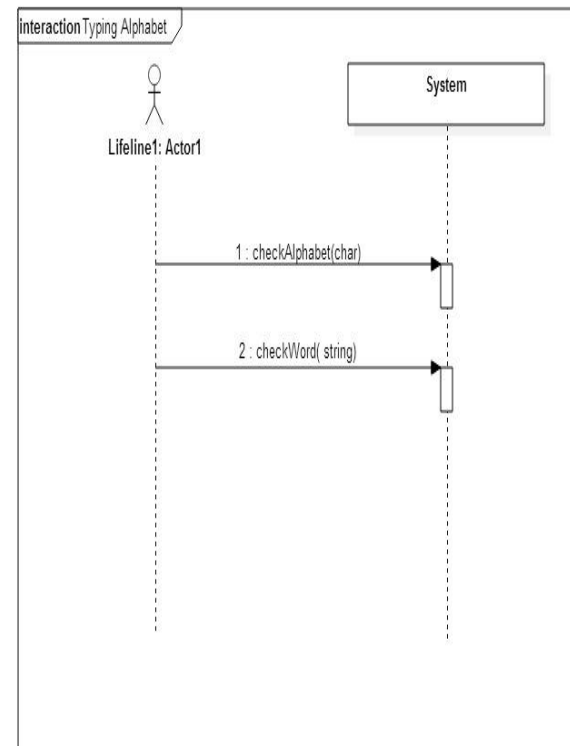 interaction Typing Alphabet
System
Lifeline1: Actor1
1 : checkAlphabet(char)
2 : checkWord( string)